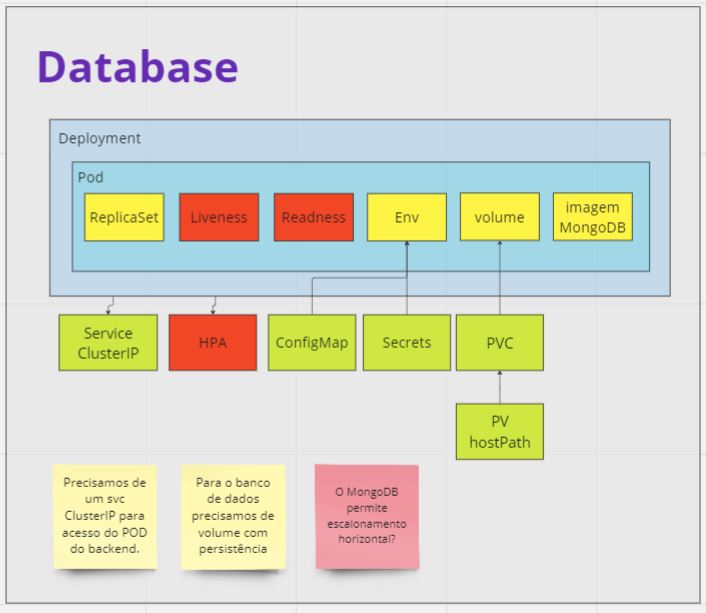 Database
Deployment
Pod
ReplicaSet
Liveness
Readness
Env
volume
imagem
MongoDB
Service
ClusterIP
HPA
ConfigMap
Secrets
PVC
PV
hostPath
Precisamos de
um svc
ClusterIP para
acesso do POD
do backend.
Para o banco
de dados
precisamos de
volume com
persistência
O MongoDB
permite
escalonamento
horizontal?